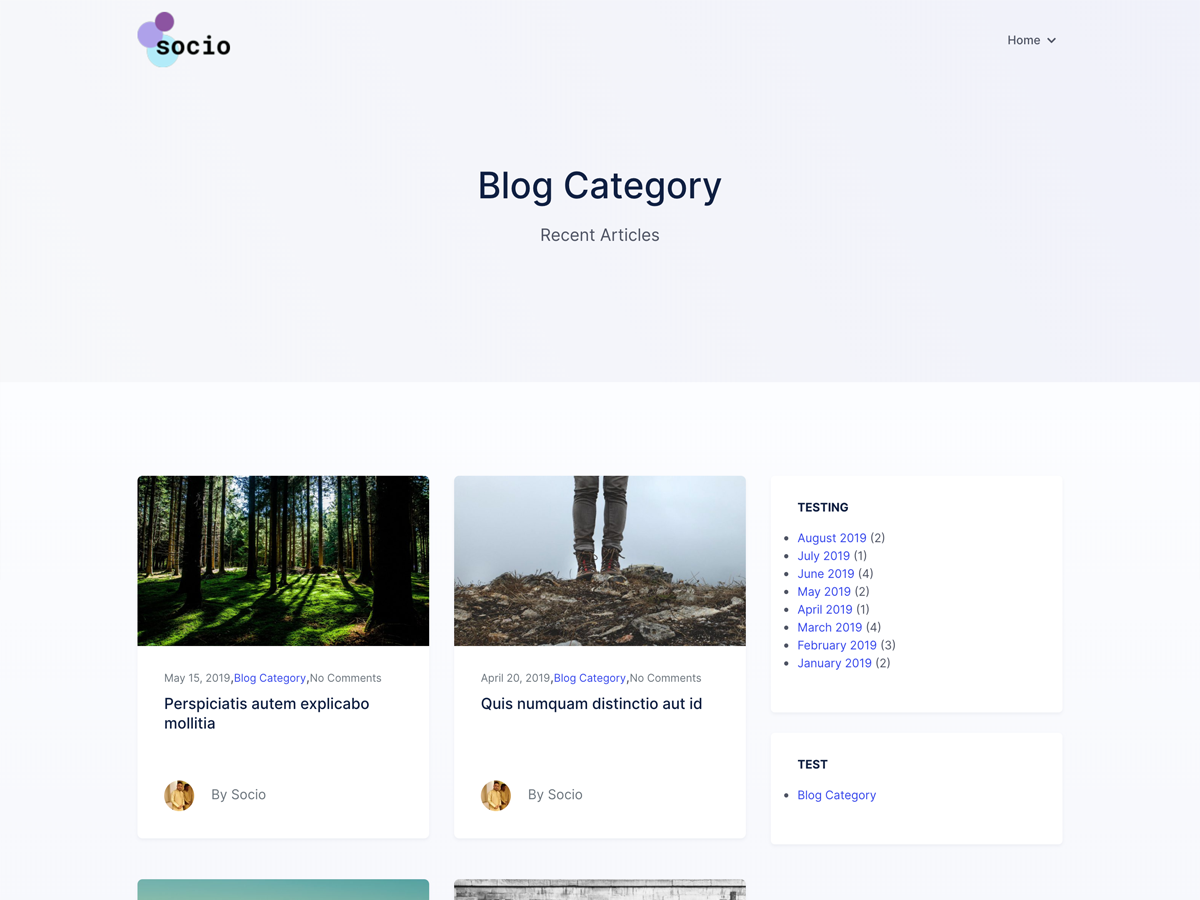 socio
Home
Blog Category
Recent Articles
May 15, 2019,Blog Category,No Comments
Perspiciatis autem explicabo
mollitia
By Socio
April 20, 2019,Blog Category,No Comments
Quis numquam distinctio aut id
By Socio
TESTING
August 2019 (2)
July 2019 (1)
June 2019 (4)
May 2019 (2)
April 2019 (1)
March 2019 (4)
February 2019 (3)
January 2019 (2)
TEST
Blog Category